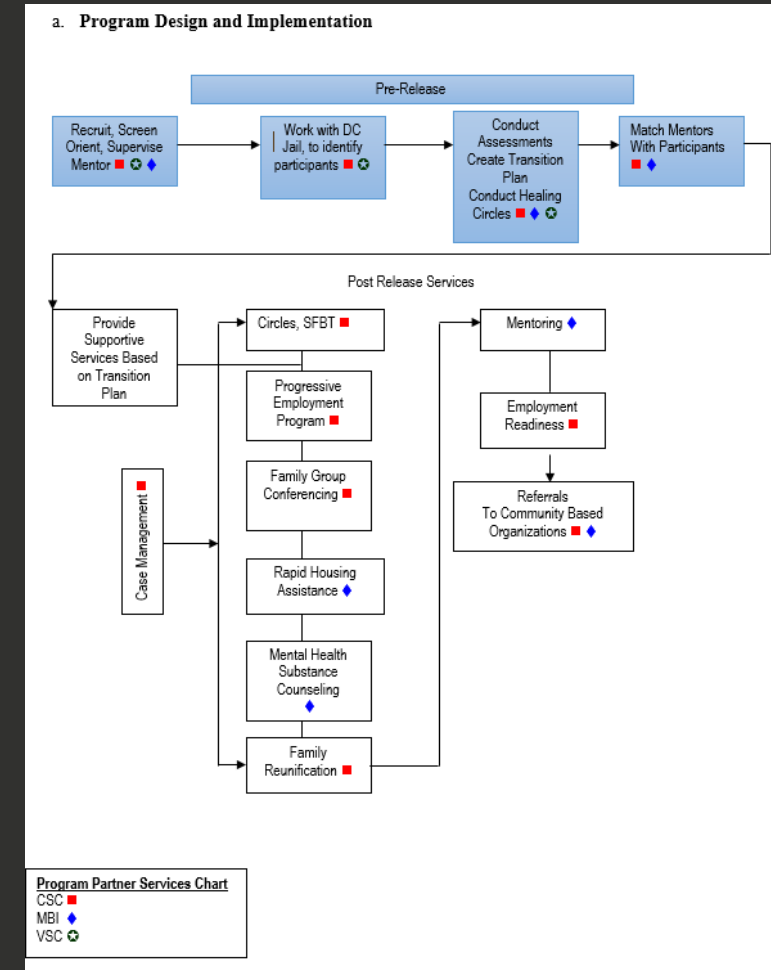 a. Program Design and Implementation
Pre-Release
Recruit, Screen
Orient, Supervise
Mentor
Work with DC
Jail, to identify
participants
Conduct
Assessments
Create Transition
Plan
Conduct Healing
Circles
Match Mentors
With Participants
Post Release Services
Provide
Supportive
Services Based
on Transition
Plan
Circles, SFBT
Progressive
Employment
Program
Family Group
Conferencing
Rapid Housing
Assistance
Mental Health
Substance
Counseling
Family
Reunification
Case Management
Mentoring
Employment
Readiness
Referrals
To Community Based
Organizations
Program Partner Services Chart
CSC
MBI
VSC